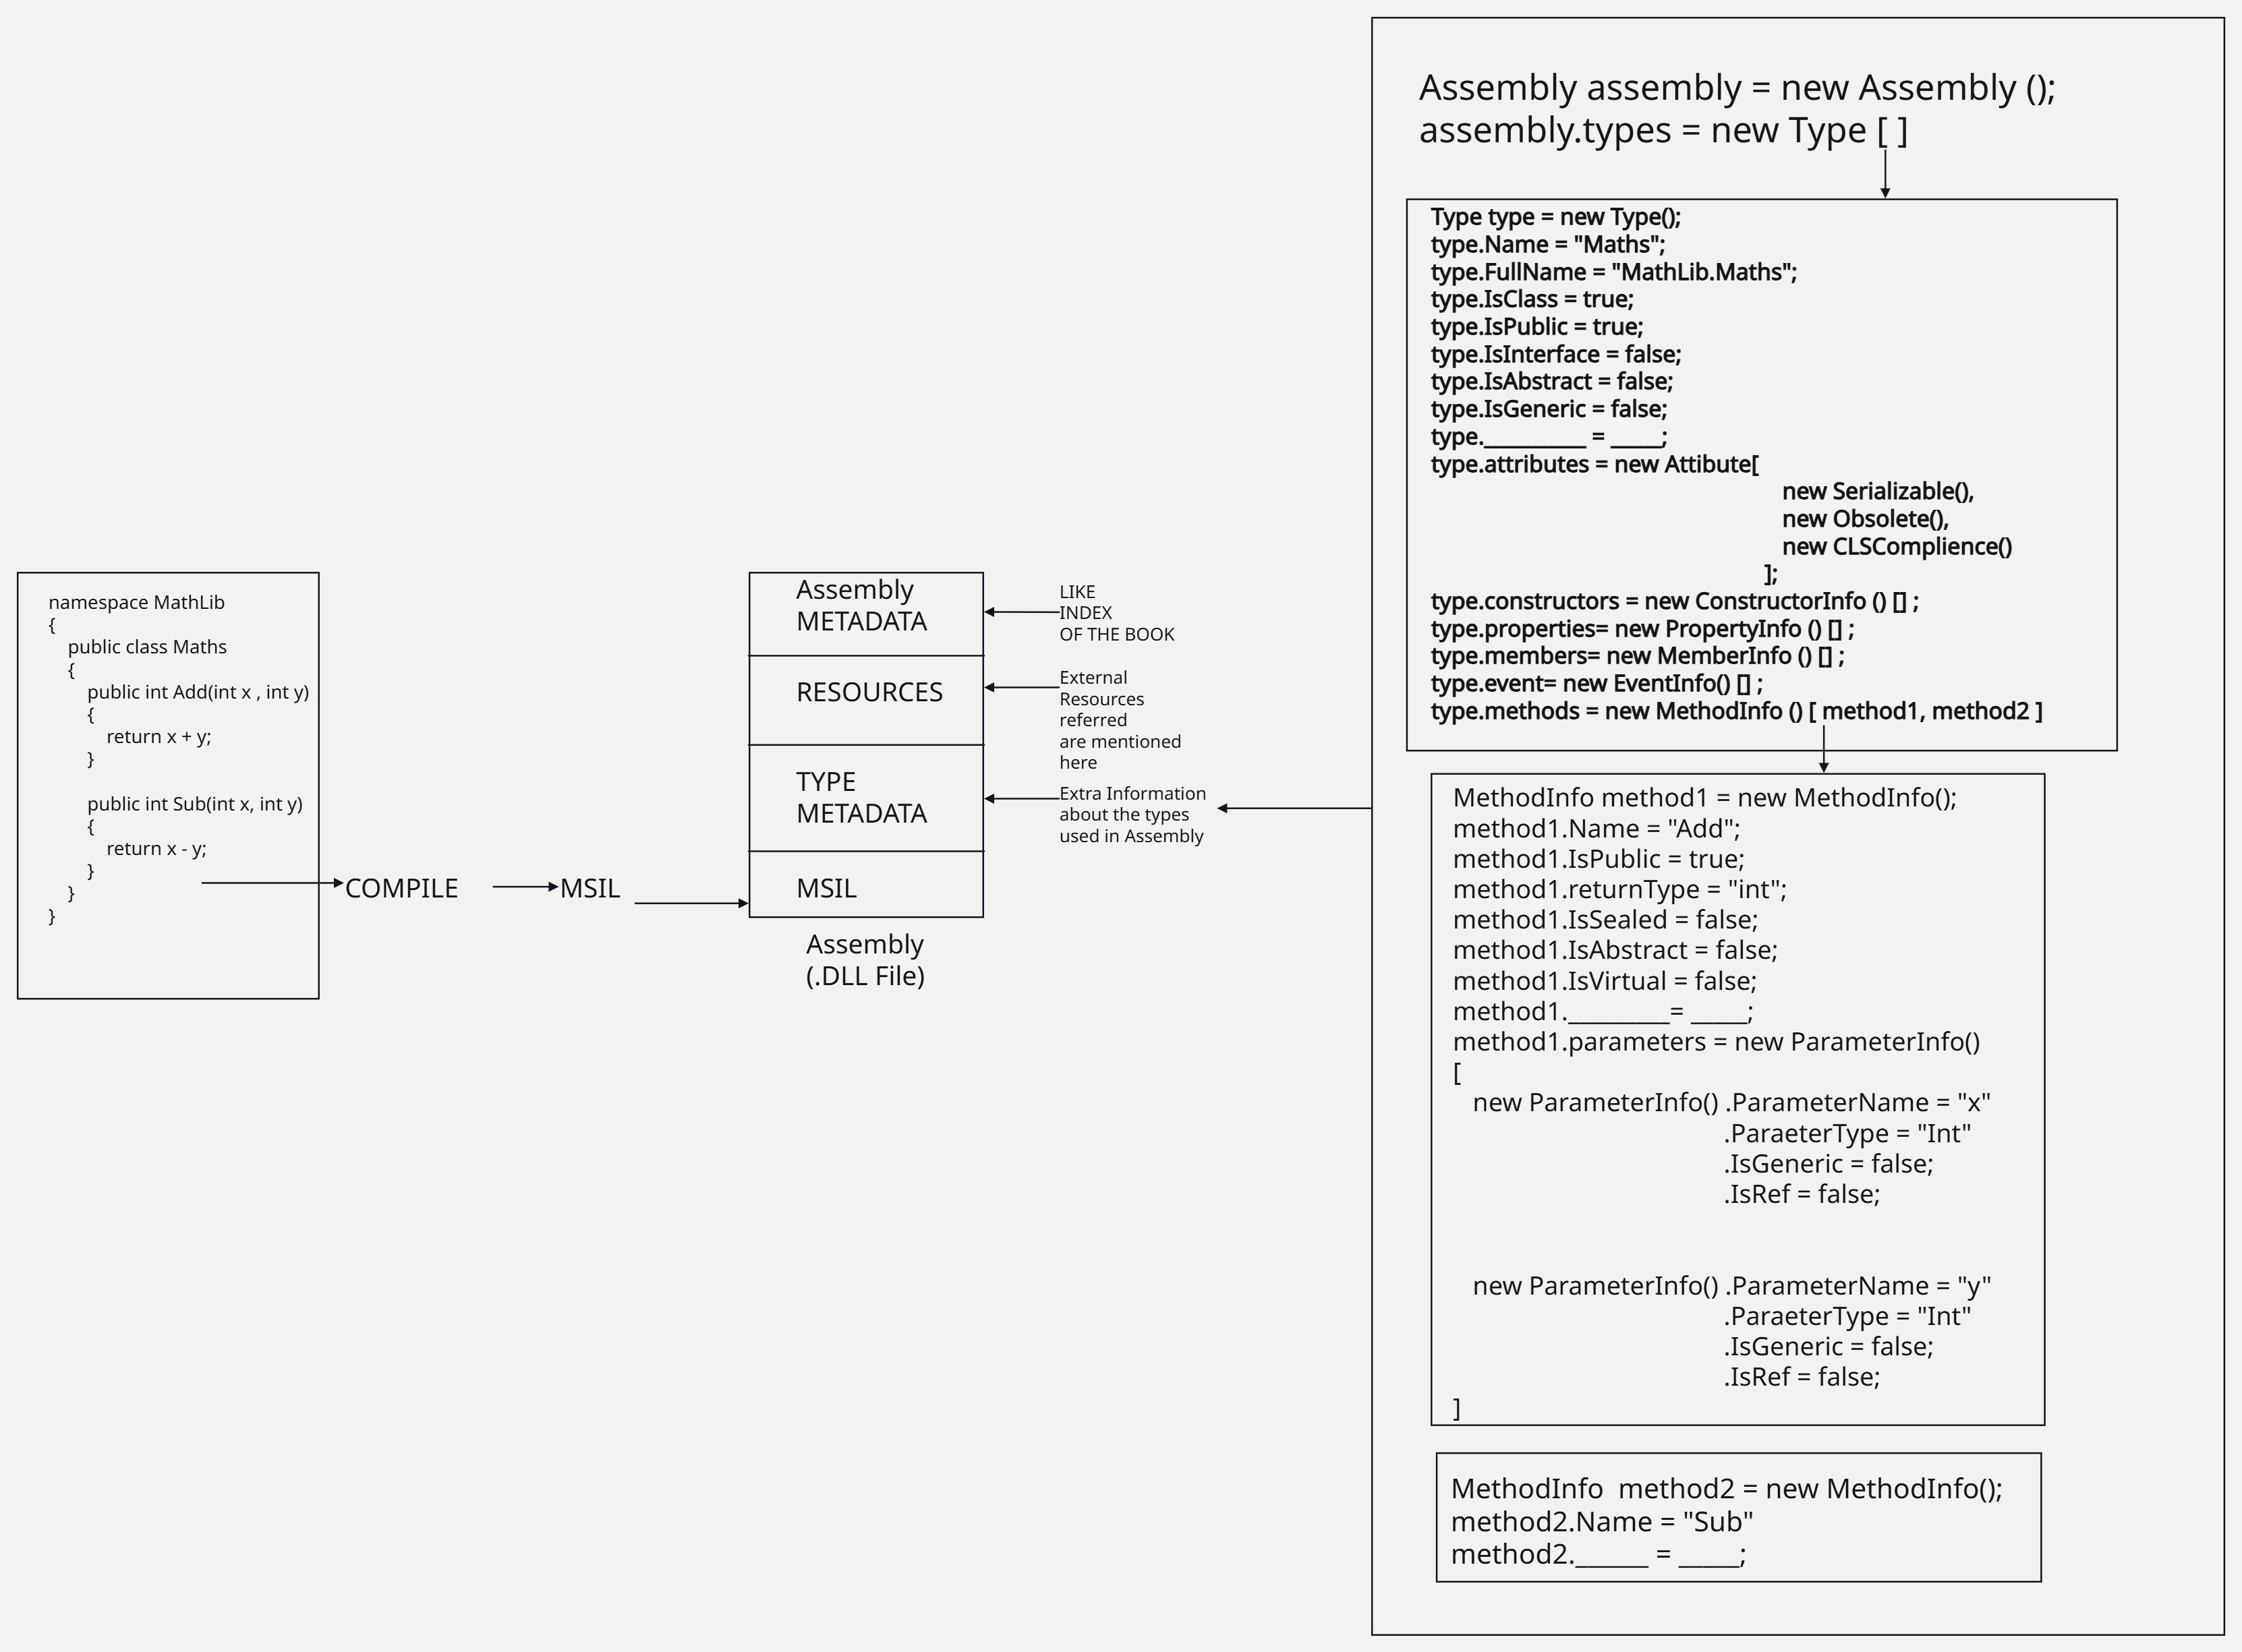 namespace MathLib
{
public class Maths
{
public int Add(int x , int y)
{
return x + y;
}
public int Sub(int x, int y)
{
return x - y;
}
}
}
COMPILE
MSIL
Assembly
METADATA
RESOURCES
TYPE
METADATA
MSIL
Assembly
(.DLL File)
LIKE
INDEX
OF THE BOOK
External
Resources
referred
are mentioned
here
Extra Information
about the types
used in Assembly
Assembly assembly = new Assembly ();
assembly.types = new Type [ ]
Type type = new Type();
type.Name = "Maths";
type.FullName = "MathLib.Maths";
type.IsClass = true;
type.IsPublic = true;
type.IsInterface = false;
type.IsAbstract = false;
type.IsGeneric = false;
type.__________ = _____;
type.attributes = new Attibute[
new Serializable(),
new Obsolete(),
new CLSComplience()
];
type.constructors = new ConstructorInfo () [] ;
type.properties= new PropertyInfo () [] ;
type.members= new MemberInfo () [] ;
type.event= new EventInfo() [] ;
type.methods = new MethodInfo () [ method1, method2 ]
MethodInfo method1 = new MethodInfo();
method1.Name = "Add";
method1.IsPublic = true;
method1.returnType = "int";
method1.IsSealed = false;
method1.IsAbstract = false;
method1.IsVirtual = false;
method1._________= _____;
method1.parameters = new ParameterInfo()
[
new ParameterInfo() .ParameterName = "x"
.ParaeterType = "Int"
.IsGeneric = false;
.IsRef = false;
new ParameterInfo() .ParameterName = "y"
.ParaeterType = "Int"
.IsGeneric = false;
.IsRef = false;
]
MethodInfo  method2 = new MethodInfo();
method2.Name = "Sub"
method2.______ = _____;